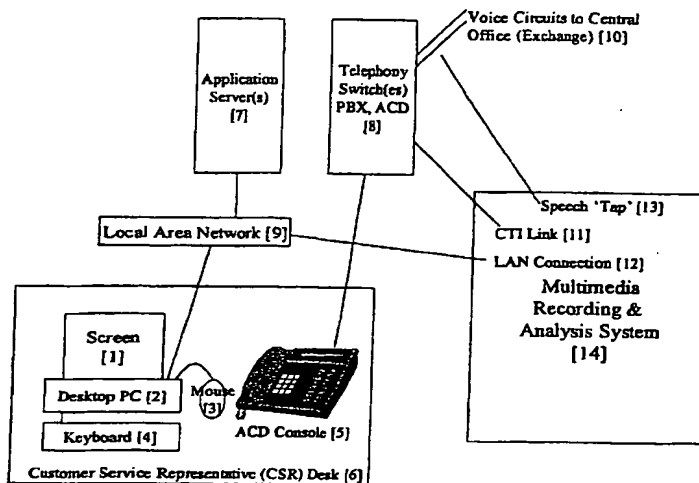 Voice Circuits to Central
Office (Exchange) [10]
Application
Server(s)
[7]
Telephony
Switch(es)
PBX, ACD
[8]
Speech 'Tap' [13]
CTI Link [11]
LAN Connection [12]
Multimedia
Recording &
Analysis System
[14]
Local Area Network [9]
Screen
[1]
Desktop PC [2]
Mouse
[3]
Keyboard [4]
ACD Console [5]
Customer Service Representative (CSR) Desk [6]